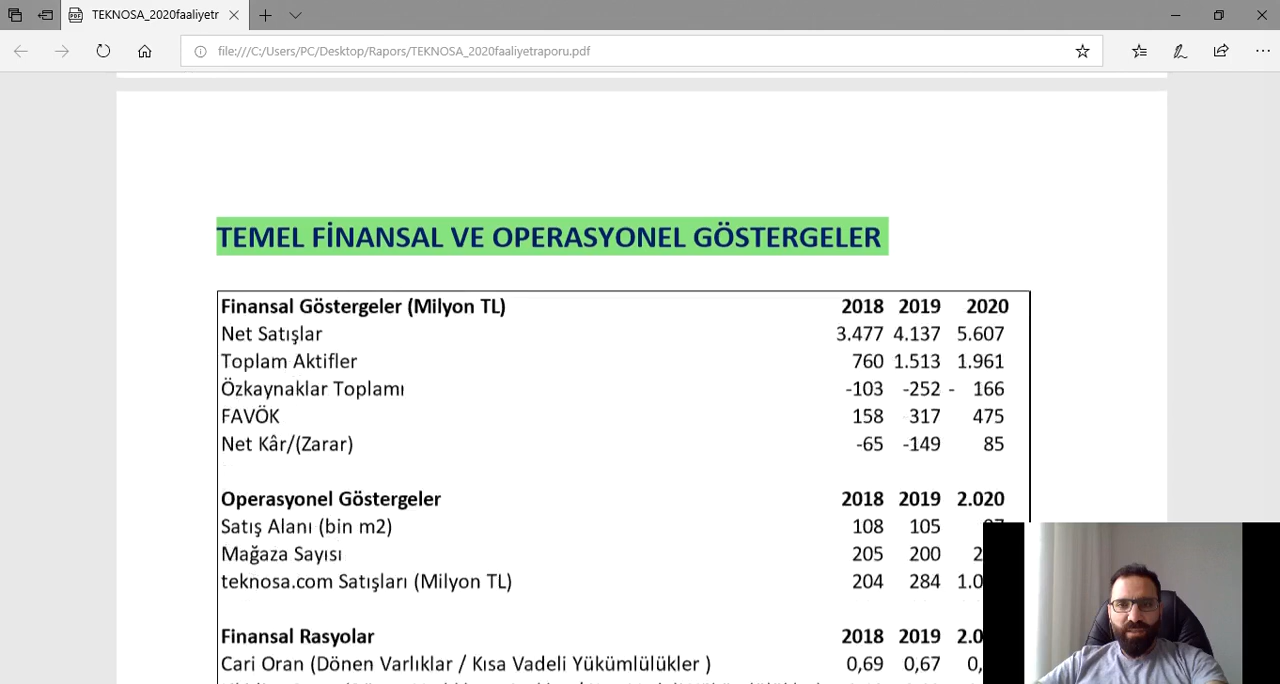 TEKNOSA_2020faaliyetr
file:///C:/Users/PC/Desktop/Rapors/TEKNOSA_2020faaliyetraporu.pdf
TEMEL FİNANSAL VE OPERASYONEL GÖSTERGELER
Finansal Göstergeler (Milyon TL) 2018 2019 2020
Net Satışlar 3.477 4.137 5.607
Toplam Aktifler 760 1.513 1.961
Özkaynaklar Toplamı -103 -252 - 166
FAVÖK 158 317 475
Net Kâr/(Zarar) -65 -149 85
Operasyonel Göstergeler 2018 2019 2.020
Satış Alanı (bin m2) 108 105
Mağaza Sayısı 205 200
teknosa.com Satışları (Milyon TL) 204 284
Finansal Rasyolar 2018 2019
Cari Oran (Dönen Varlıklar / Kısa Vadeli Yükümlülükler ) 0,69 0,67